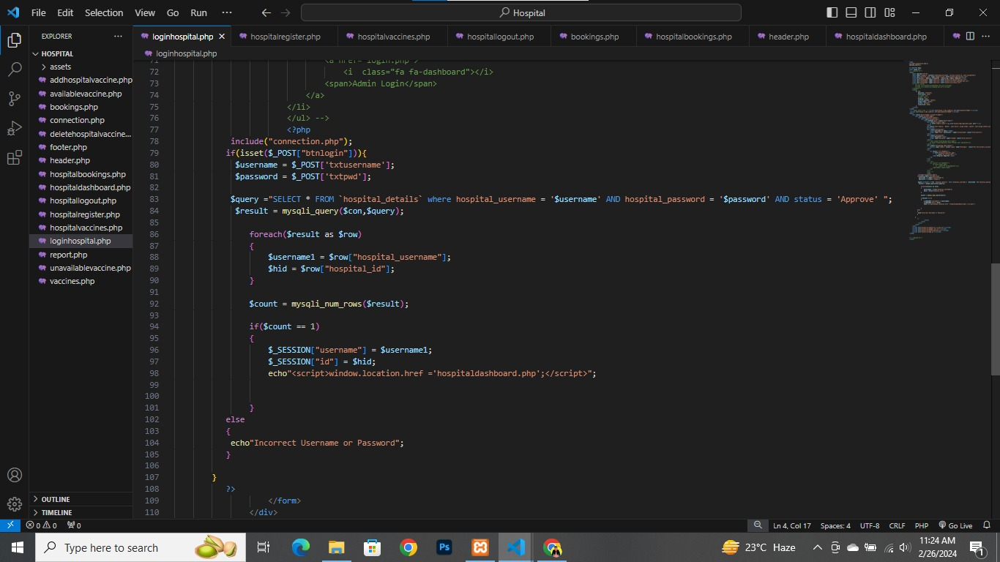 File Edit Selection View Go Run ··· Hospital
EXPLORER ···
HOSPITAL
assets
addhospitalvaccine.php
availablevaccine.php
bookings.php
connection.php
deletehospitalvaccine...
footer.php
header.php
hospitalbookings.php
hospitaldashboard.php
hospitallogout.php
hospitalregister.php
hospitalvaccines.php
loginhospital.php
report.php
unavailablevaccine.php
vaccines.php
OUTLINE
TIMELINE
loginhospital.php hospitalregister.php hospitalvaccines.php hospitallogout.php bookings.php hospitalbookings.php header.php hospitaldashboard.php ···
loginhospital.php
71 <a href="login.php">
72 <i  class="fa fa-dashboard"></i>
73 <span>Admin Login</span>
74 </a>
75 </li>
76 </ul> -->
77 <?php
78 include("connection.php");
79 if(isset($_POST["btnlogin"])){
80 $username = $_POST['txtusername'];
81 $password = $_POST['txtpwd'];
82
83 $query ="SELECT * FROM `hospital_details` where hospital_username = '$username' AND hospital_password = '$password' AND status = 'Approve' ";
84 $result = mysqli_query($con,$query);
85
86 foreach($result as $row)
87 {
88 $username1 = $row["hospital_username"];
89 $hid = $row["hospital_id"];
90 }
91
92 $count = mysqli_num_rows($result);
93
94 if($count == 1)
95 {
96 $_SESSION["username"] = $username1;
97 $_SESSION["id"] = $hid;
98 echo"<script>window.location.href ='hospitaldashboard.php';</script>";
99
100
101 }
102 else
103 {
104 echo"Incorrect Username or Password";
105 }
106
107 }
108 ?>
109 </form>
110 </div>
0 0 0 Ln 4, Col 17 Spaces: 4 UTF-8 CRLF PHP Go Live
Type here to search Ps 23°C Haze 11:24 AM
2/26/2024 1